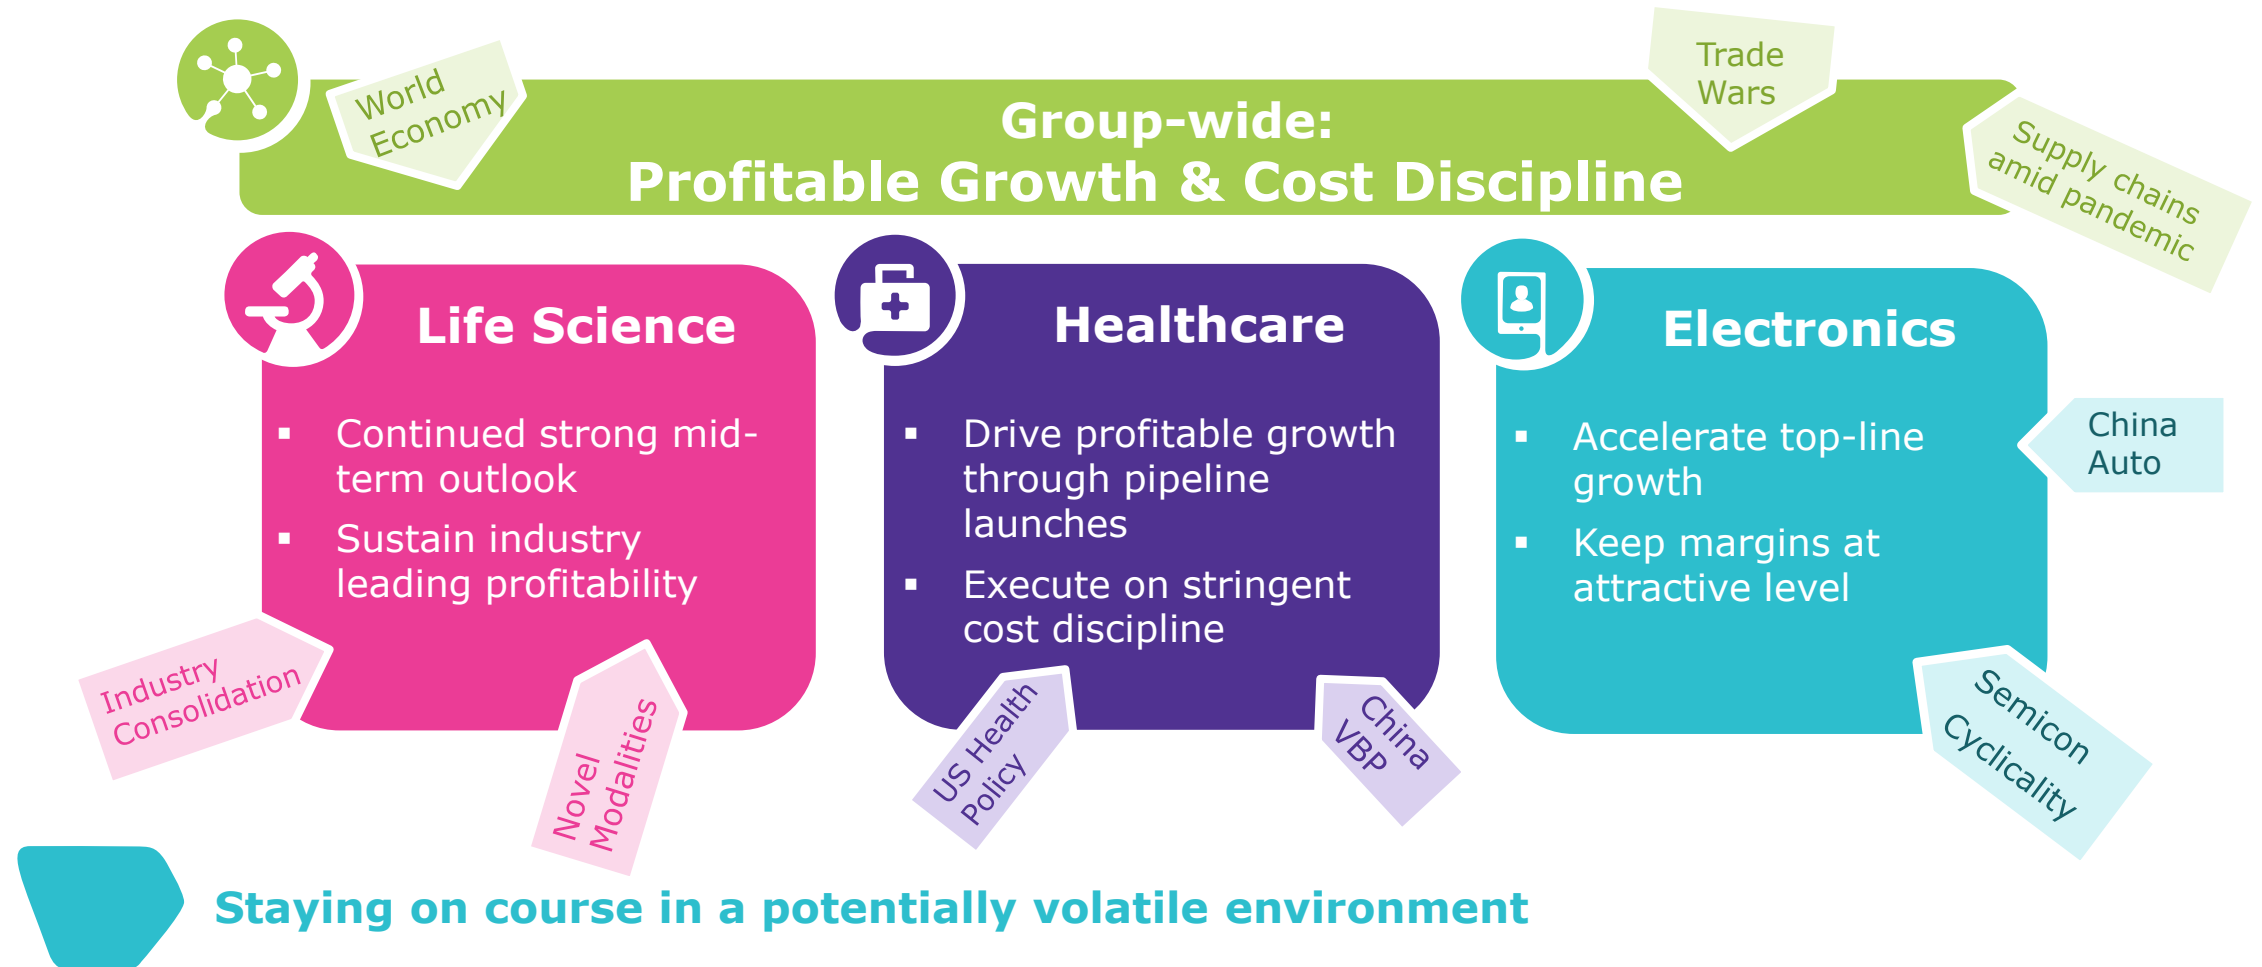 World
Economy
Group-wide:
Profitable Growth & Cost Discipline
Trade
Wars
Supply chains
amid pandemic
Life Science
▪ Continued strong mid-
term outlook
▪ Sustain industry
leading profitability
Industry
Consolidation
Novel
Modalities
Healthcare
▪ Drive profitable growth
through pipeline
launches
▪ Execute on stringent
cost discipline
US Health
Policy
China
VBP
Electronics
▪ Accelerate top-line
growth
▪ Keep margins at
attractive level
China
Auto
Semicon
Cyclicality
Staying on course in a potentially volatile environment